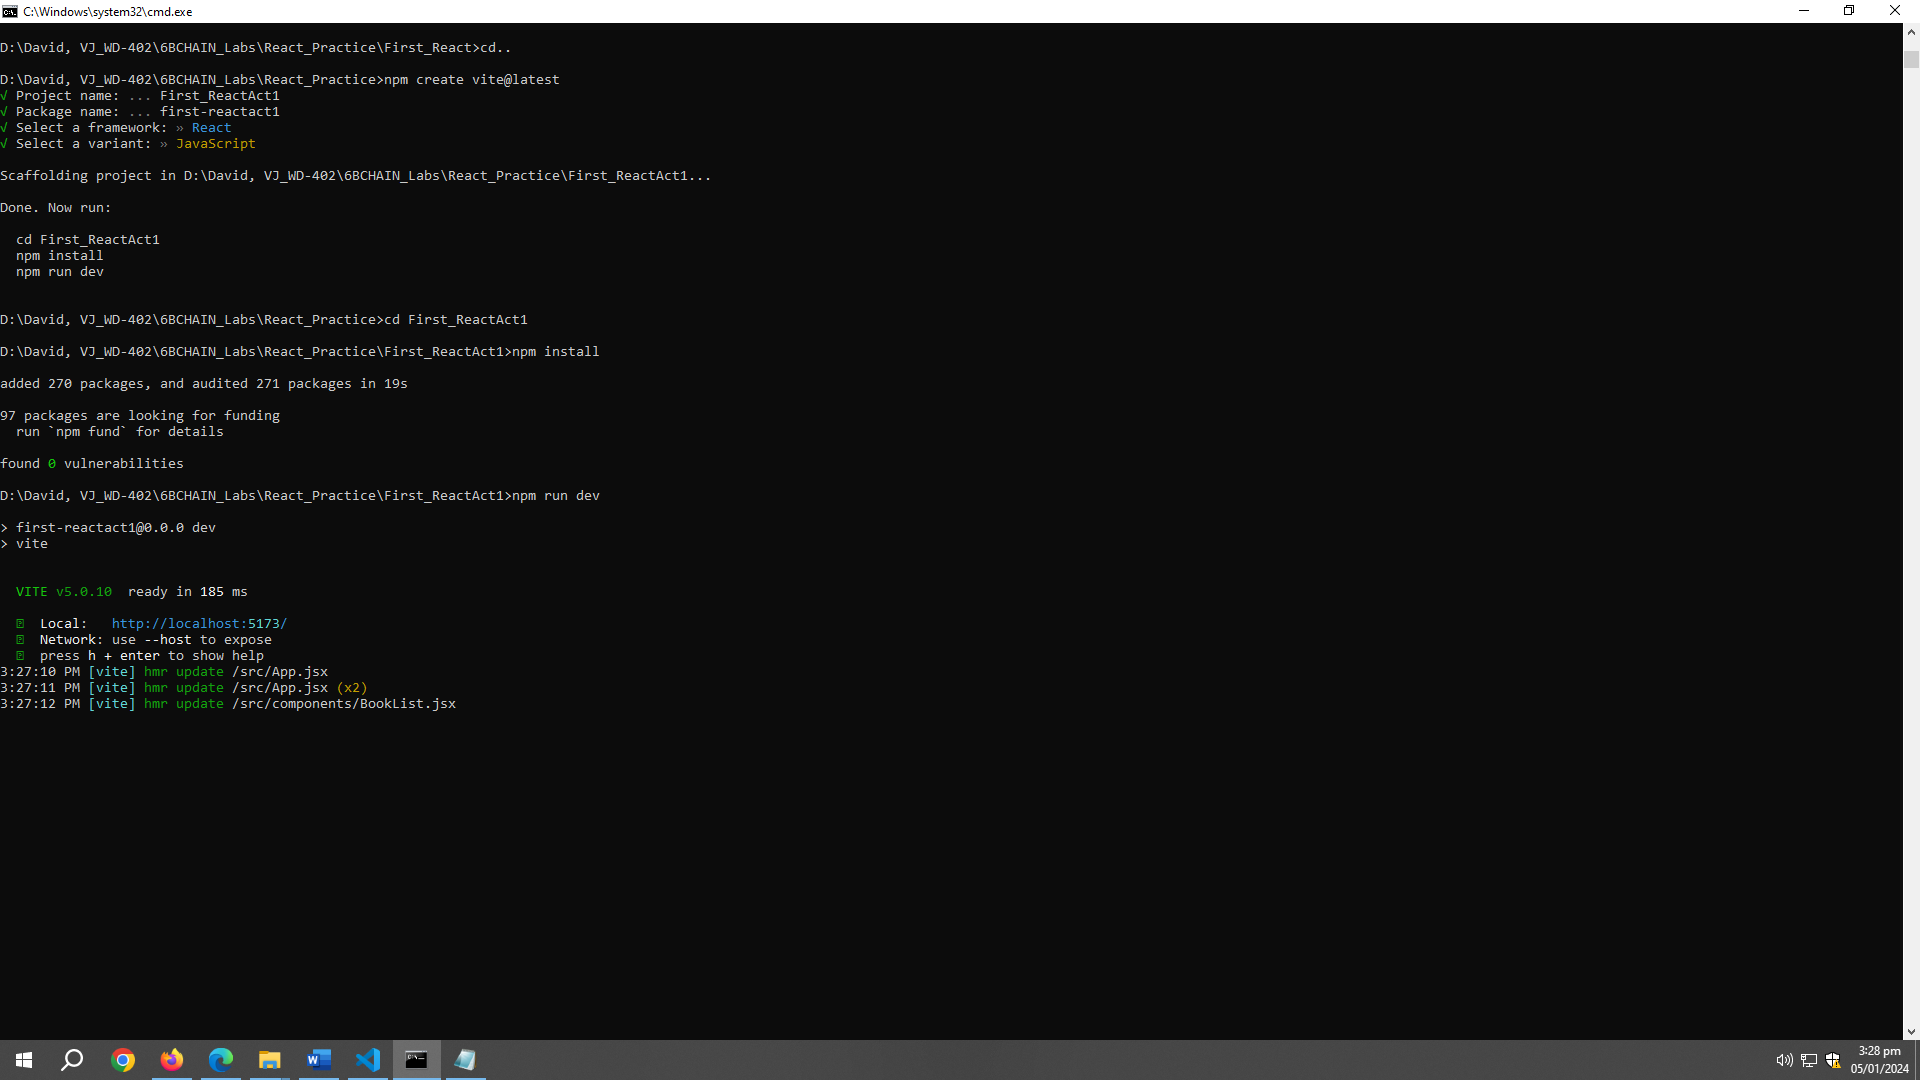 C:\Windows\system32\cmd.exe
D:\David, VJ_WD-402\6BCHAIN_Labs\React_Practice\First_React>cd..
D:\David, VJ_WD-402\6BCHAIN_Labs\React_Practice>npm create vite@latest
√ Project name: ... First_ReactAct1
√ Package name: ... first-reactact1
√ Select a framework: » React
√ Select a variant: » JavaScript
Scaffolding project in D:\David, VJ_WD-402\6BCHAIN_Labs\React_Practice\First_ReactAct1...
Done. Now run:
cd First_ReactAct1
npm install
npm run dev
D:\David, VJ_WD-402\6BCHAIN_Labs\React_Practice>cd First_ReactAct1
D:\David, VJ_WD-402\6BCHAIN_Labs\React_Practice\First_ReactAct1>npm install
added 270 packages, and audited 271 packages in 19s
97 packages are looking for funding
run `npm fund` for details
found 0 vulnerabilities
D:\David, VJ_WD-402\6BCHAIN_Labs\React_Practice\First_ReactAct1>npm run dev
> first-reactact1@0.0.0 dev
> vite
VITE v5.0.10  ready in 185 ms
Local:   http://localhost:5173/
Network: use --host to expose
press h + enter to show help
3:27:10 PM [vite] hmr update /src/App.jsx
3:27:11 PM [vite] hmr update /src/App.jsx (x2)
3:27:12 PM [vite] hmr update /src/components/BookList.jsx
3:28 pm
05/01/2024